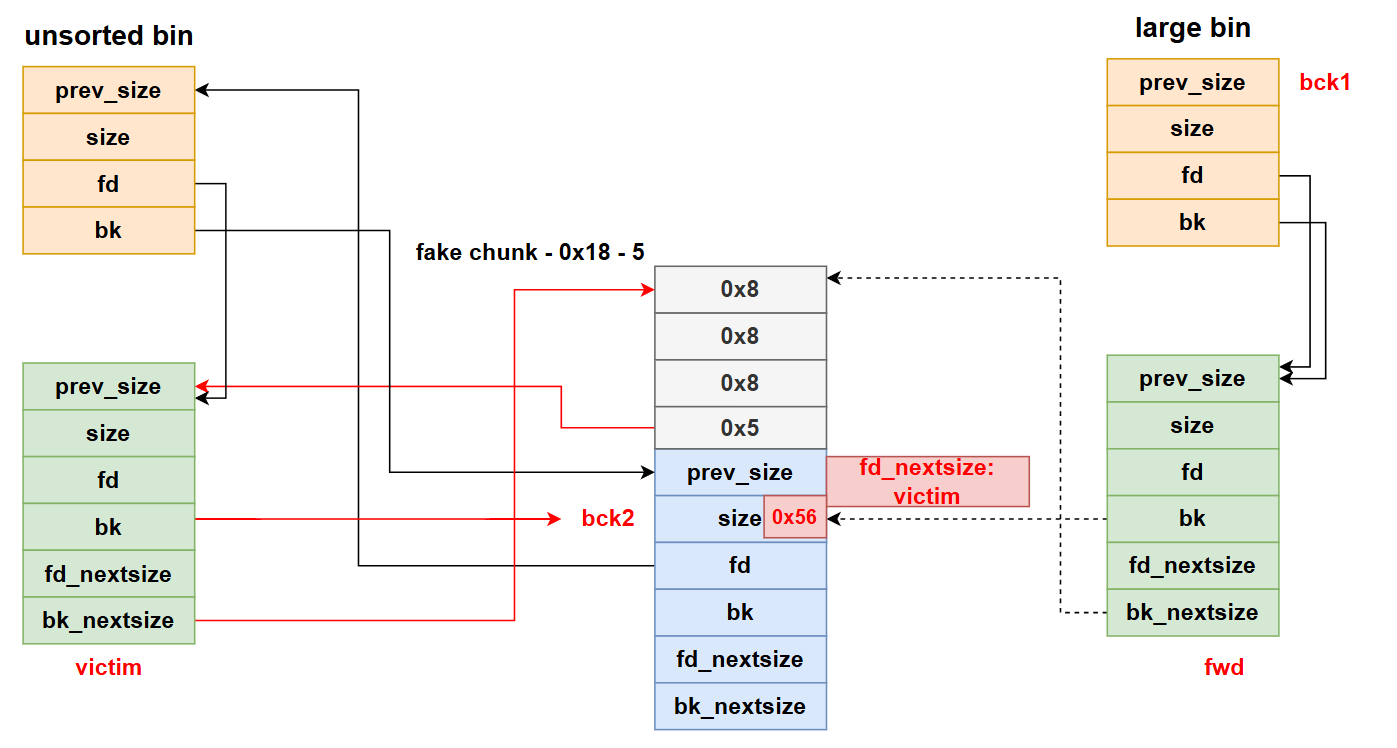 unsorted bin
prev_size
size
fd
bk
prev_size
size
fd
bk
fd_nextsize
bk_nextsize
victim
fake chunk - 0x18 - 5
0x8
0x8
0x8
0x5
prev_size
size
0x56
fd
bk
fd_nextsize
bk_nextsize
fd_nextsize:
victim
bck2
large bin
prev_size
bck1
size
fd
bk
prev_size
size
fd
bk
fd_nextsize
bk_nextsize
fwd